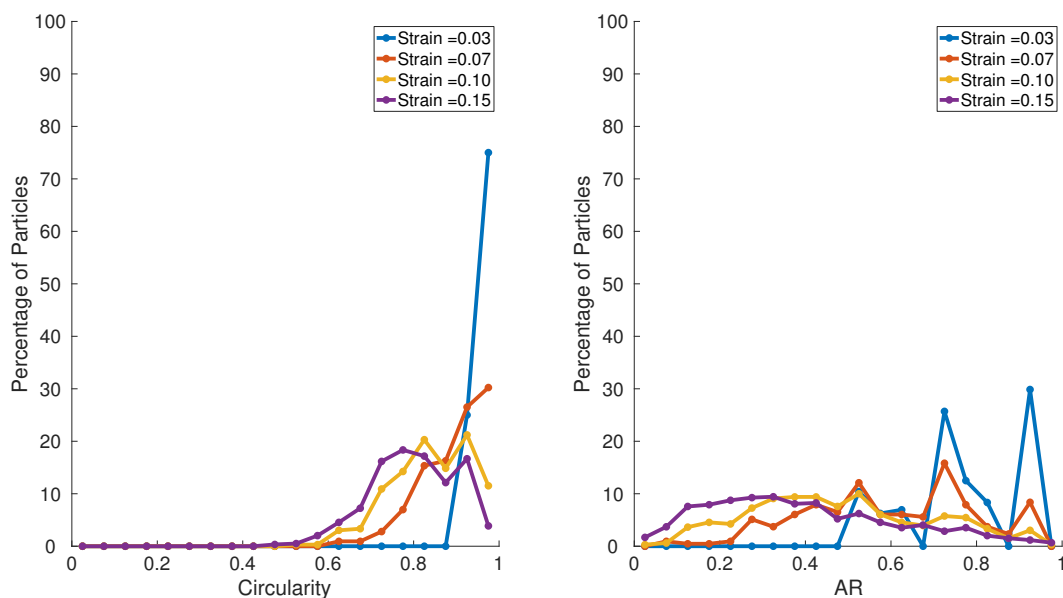 100
90
80
70
60
50
40
30
20
10
0
0
0.2
0.4
0.6
0.8
1
Percentage of Particles
Circularity
Strain =0.03
Strain =0.07
Strain =0.10
Strain =0.15
100
90
80
70
60
50
40
30
20
10
0
0
0.2
0.4
0.6
0.8
1
Percentage of Particles
AR
Strain =0.03
Strain =0.07
Strain =0.10
Strain =0.15